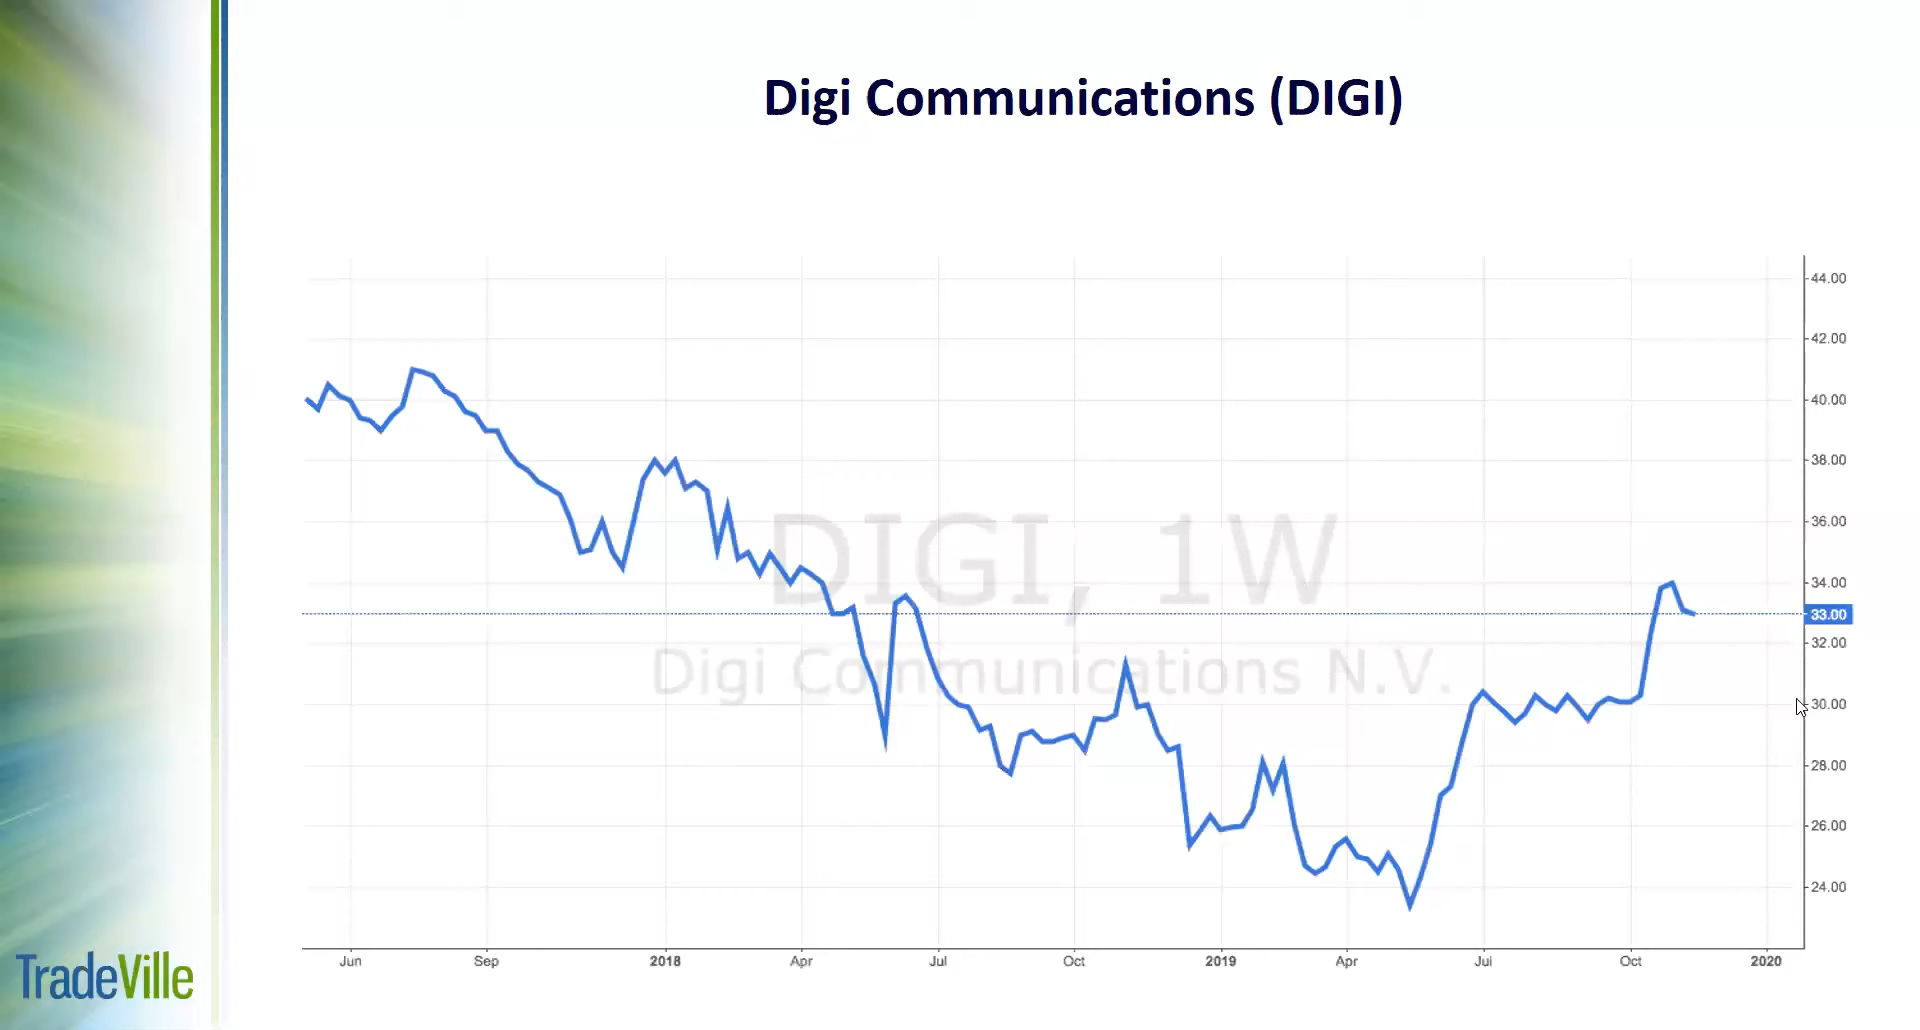 Digi Communications (DIGI)
DIGI, 1W
Digi Communications N.V.
44.00
42.00
40.00
38.00
36.00
34.00
33.00
32.00
30.00
28.00
26.00
24.00
Jun Sep 2018 Apr Jul Oct 2019 Apr Jul Oct 2020
TradeVille